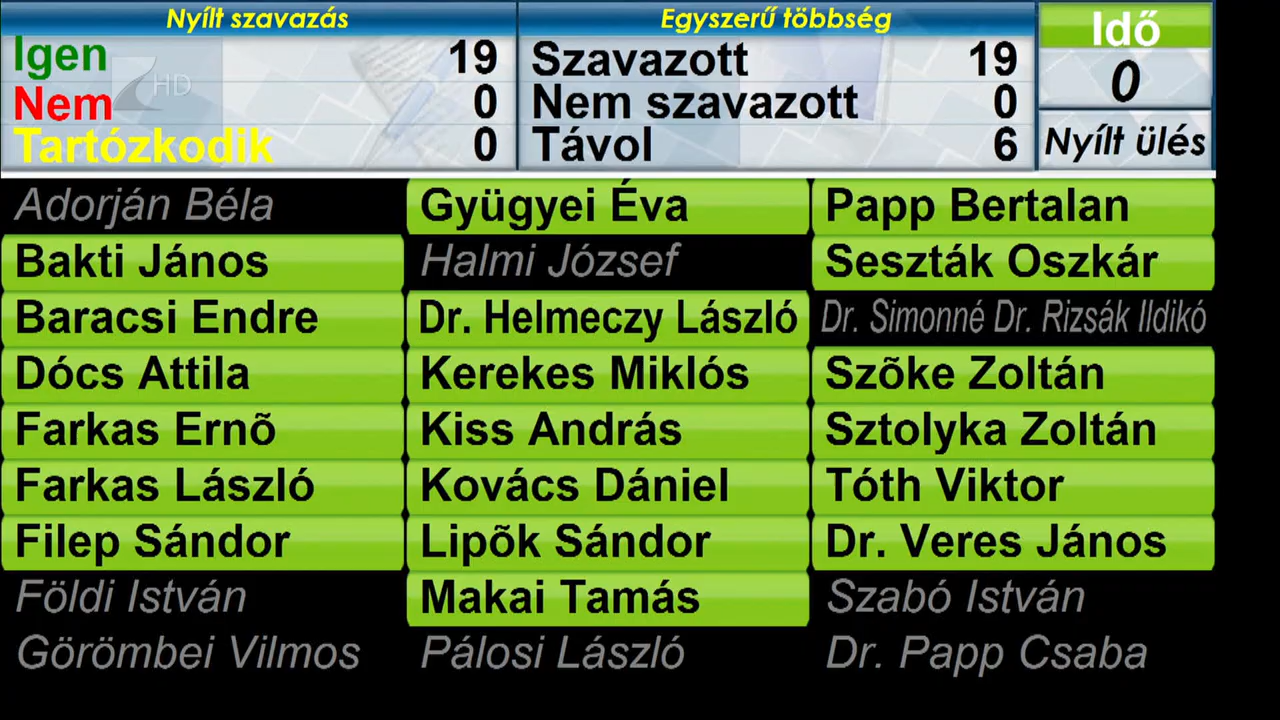 Nyílt szavazás
Igen 19
Nem 0
Tartózkodik 0
7 HD
Egyszerű többség
Szavazott 19
Nem szavazott 0
Távol 6
Idő
0
Nyílt ülés
Adorján Béla
Bakti János
Baracsi Endre
Dócs Attila
Farkas Ernõ
Farkas László
Filep Sándor
Földi István
Görömbei Vilmos
Gyügyei Éva
Halmi József
Dr. Helmeczy László
Kerekes Miklós
Kiss András
Kovács Dániel
Lipõk Sándor
Makai Tamás
Pálosi László
Papp Bertalan
Seszták Oszkár
Dr. Simonné Dr. Rizsák Ildikó
Szõke Zoltán
Sztolyka Zoltán
Tóth Viktor
Dr. Veres János
Szabó István
Dr. Papp Csaba